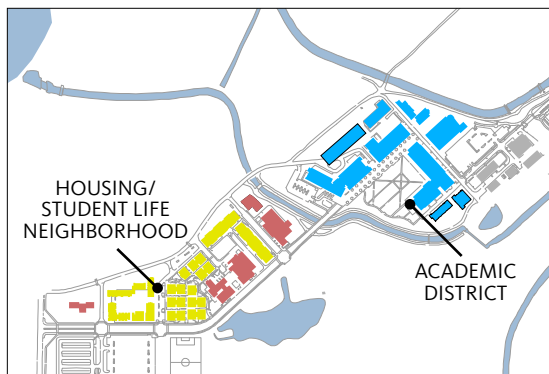 HOUSING/
STUDENT LIFE
NEIGHBORHOOD
ACADEMIC
DISTRICT